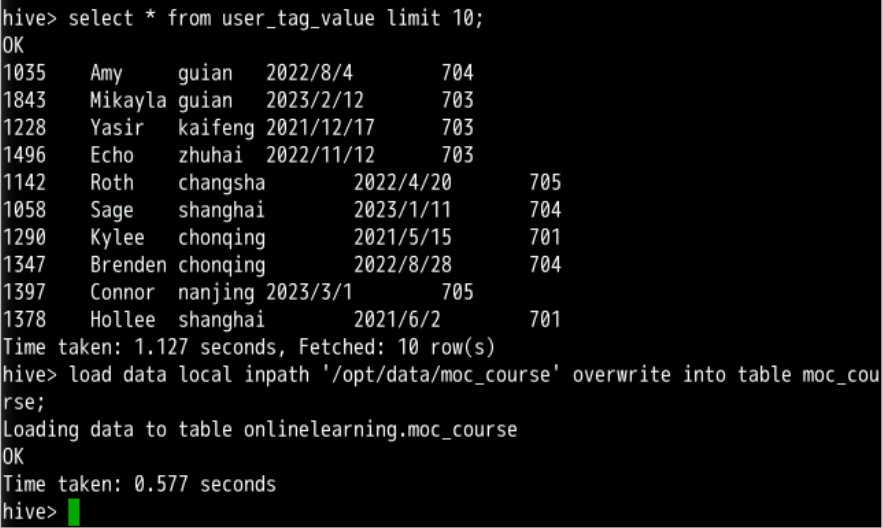 hive> select * from user_tag_value limit 10;
OK
1035    Amy     guian   2022/8/4        704
1843    Mikayla guian   2023/2/12       703
1228    Yasir   kaifeng 2021/12/17      703
1496    Echo    zhuhai  2022/11/12      703
1142    Roth    changsha        2022/4/20       705
1058    Sage    shanghai        2023/1/11       704
1290    Kylee   chonqing        2021/5/15       701
1347    Brenden chonqing        2022/8/28       704
1397    Connor  nanjing 2023/3/1        705
1378    Hollee  shanghai        2021/6/2        701
Time taken: 1.127 seconds, Fetched: 10 row(s)
hive> load data local inpath '/opt/data/moc_course' overwrite into table moc_cou
rse;
Loading data to table onlinelearning.moc_course
OK
Time taken: 0.577 seconds
hive>